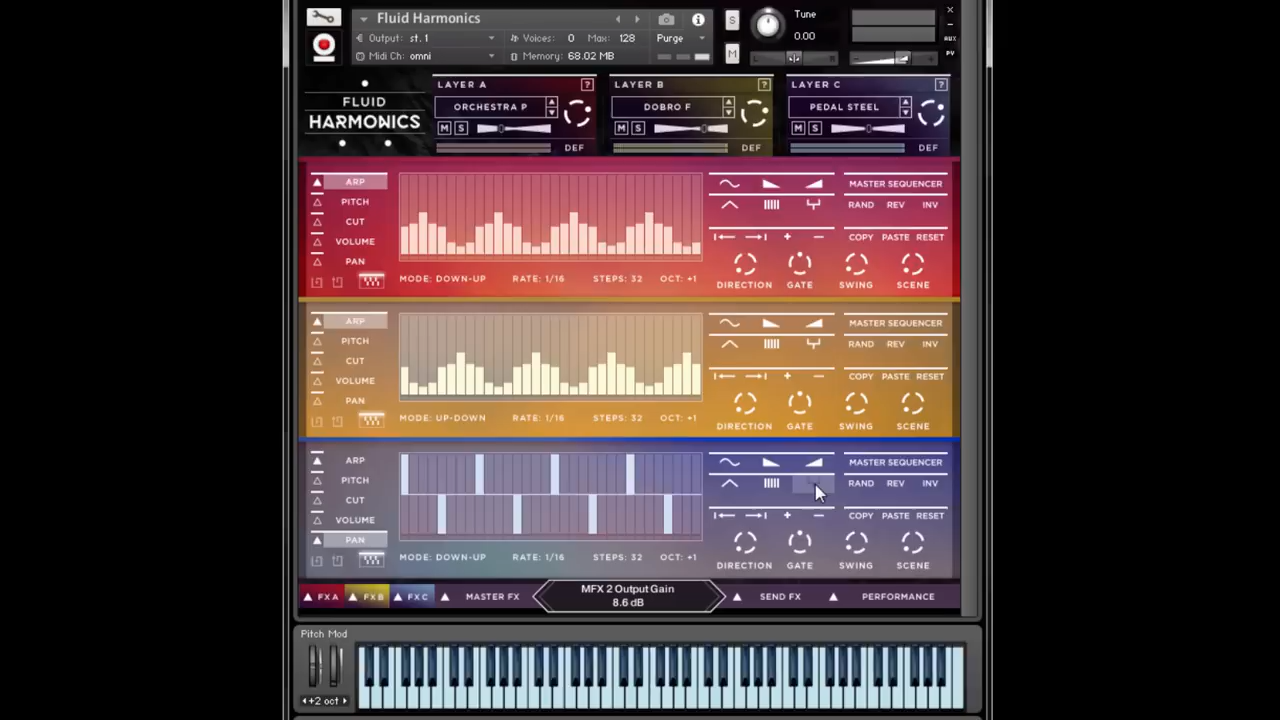 Fluid Harmonics
S
Tune
0.00
Output: st.1
Voices: 0 Max: 128
Purge
Midi Ch: omni
Memory: 68.02 MB
M
L R
AUX
PV
FLUID
HARMONICS
LAYER A ?
ORCHESTRA P
M S
DEF
LAYER B ?
DOBRO F
M S
DEF
LAYER C ?
PEDAL STEEL
M S
DEF
ARP
PITCH
CUT
VOLUME
PAN
MODE: DOWN-UP RATE: 1/16 STEPS: 32 OCT: +1
MASTER SEQUENCER
RAND REV INV
+ − COPY PASTE RESET
DIRECTION GATE SWING SCENE
ARP
PITCH
CUT
VOLUME
PAN
MODE: UP-DOWN RATE: 1/16 STEPS: 32 OCT: +1
MASTER SEQUENCER
RAND REV INV
+ − COPY PASTE RESET
DIRECTION GATE SWING SCENE
ARP
PITCH
CUT
VOLUME
PAN
MODE: DOWN-UP RATE: 1/16 STEPS: 32 OCT: +1
MASTER SEQUENCER
RAND REV INV
+ − COPY PASTE RESET
DIRECTION GATE SWING SCENE
FXA FXB FXC MASTER FX
MFX 2 Output Gain
8.6 dB
SEND FX PERFORMANCE
Pitch Mod
+2 oct